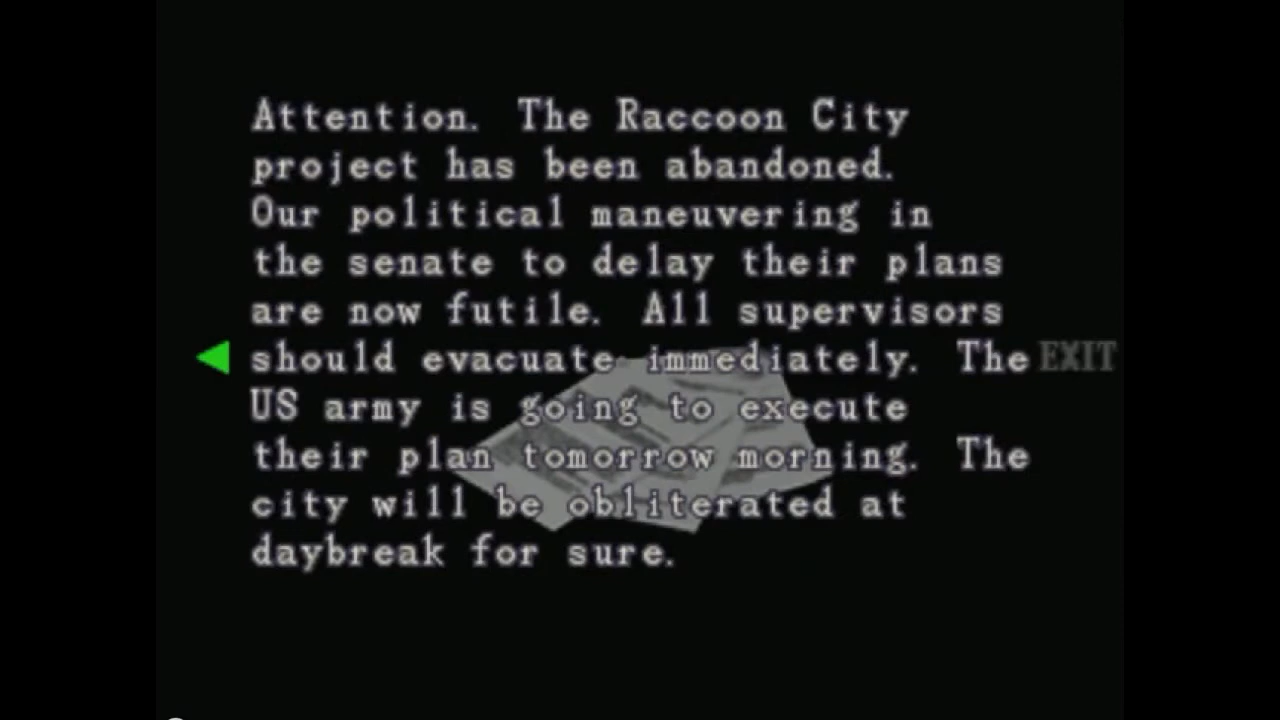 Attention. The Raccoon City
project has been abandoned.
Our political maneuvering in
the senate to delay their plans
are now futile. All supervisors
should evacuate immediately. The
EXIT
US army is going to execute
their plan tomorrow morning. The
city will be obliterated at
daybreak for sure.